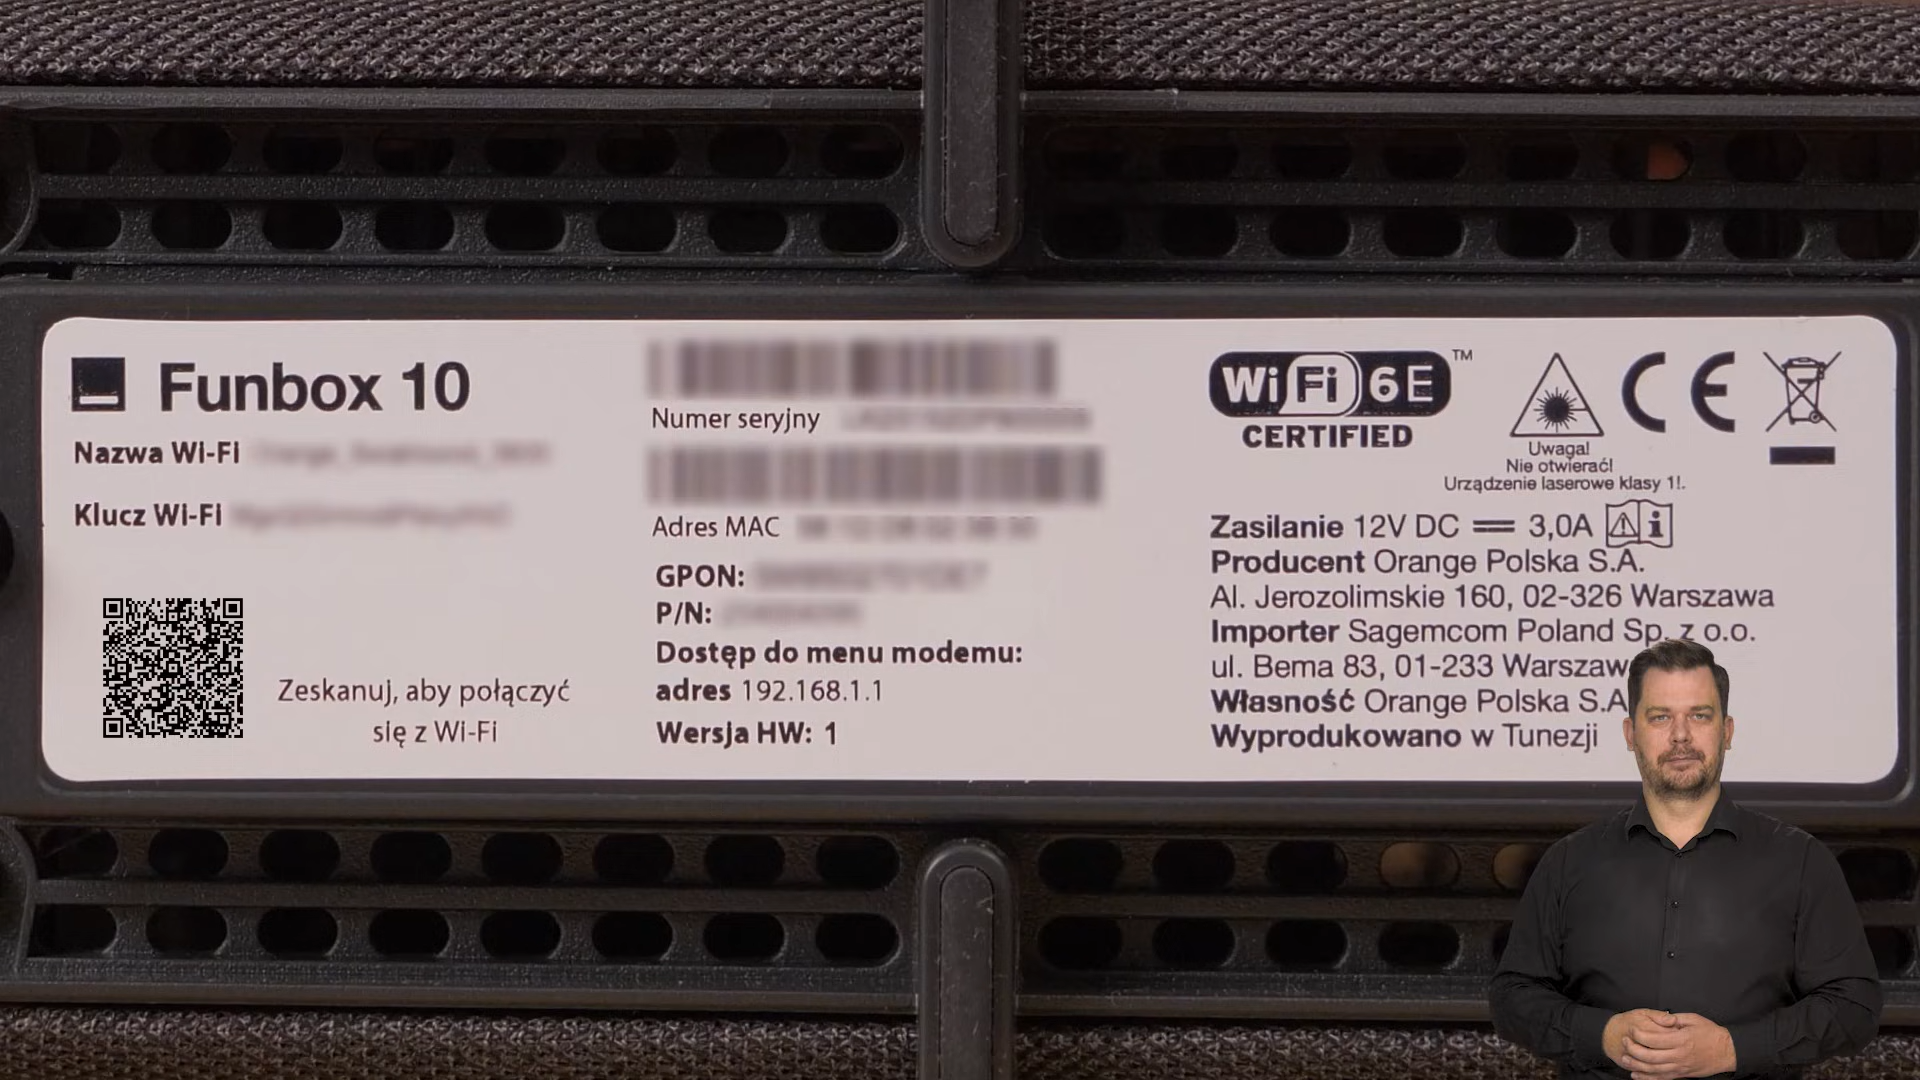 Funbox 10
Nazwa Wi-Fi
Klucz Wi-Fi
Zeskanuj, aby połączyć
się z Wi-Fi
Numer seryjny
Adres MAC
GPON:
P/N:
Dostęp do menu modemu:
adres 192.168.1.1
Wersja HW: 1
WiFi 6E ™
CERTIFIED
Uwaga!
Nie otwierać!
Urządzenie laserowe klasy 1!.
CE
Zasilanie 12V DC 3,0A
Producent Orange Polska S.A.
Al. Jerozolimskie 160, 02-326 Warszawa
Importer Sagemcom Poland Sp. z o.o.
ul. Bema 83, 01-233 Warszaw
Własność Orange Polska S.A
Wyprodukowano w Tunezji